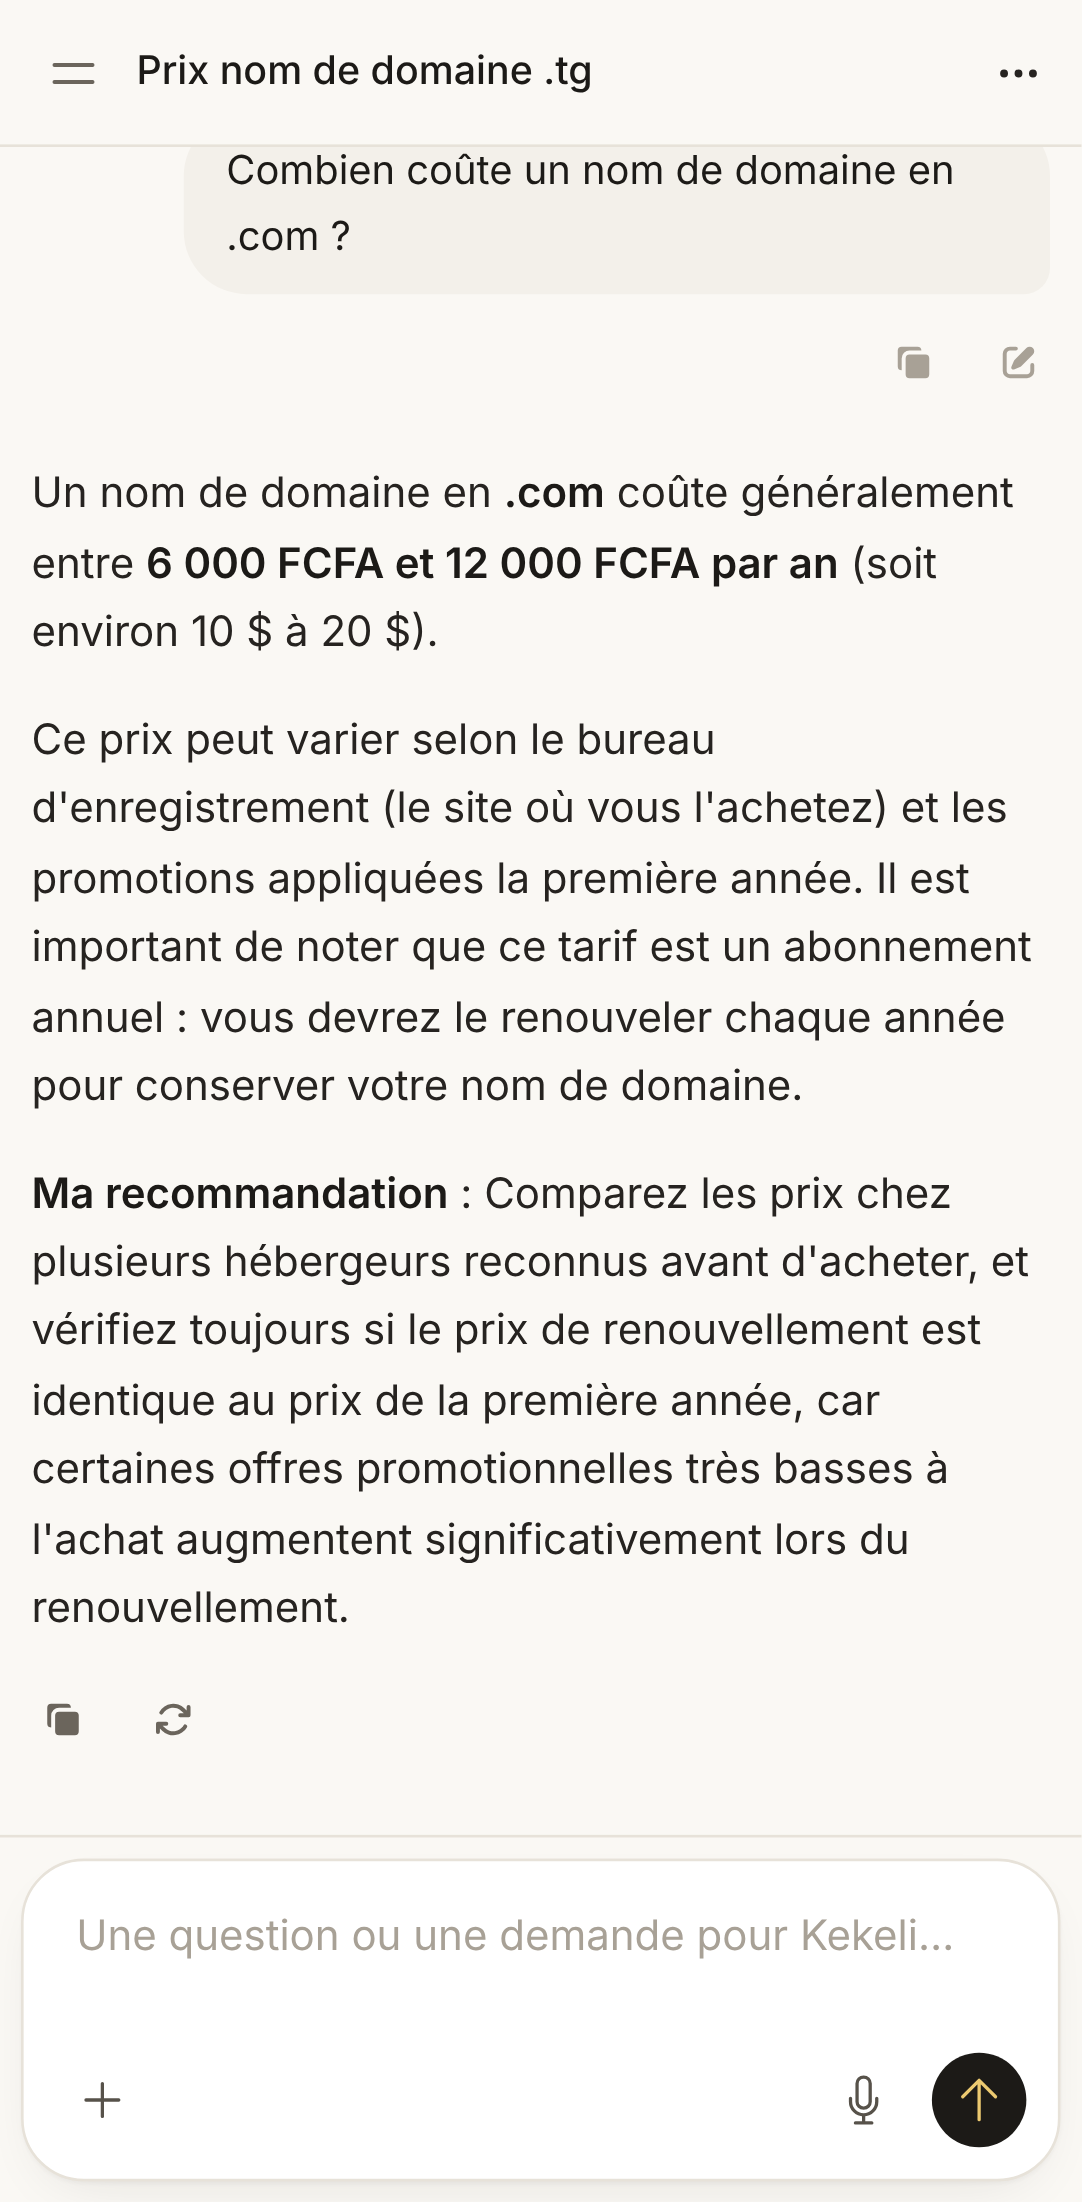 Prix nom de domaine .tg
Combien coûte un nom de domaine en
.com ?
Un nom de domaine en .com coûte généralement
entre 6 000 FCFA et 12 000 FCFA par an (soit
environ 10 $ à 20 $).
Ce prix peut varier selon le bureau
d'enregistrement (le site où vous l'achetez) et les
promotions appliquées la première année. Il est
important de noter que ce tarif est un abonnement
annuel : vous devrez le renouveler chaque année
pour conserver votre nom de domaine.
Ma recommandation : Comparez les prix chez
plusieurs hébergeurs reconnus avant d'acheter, et
vérifiez toujours si le prix de renouvellement est
identique au prix de la première année, car
certaines offres promotionnelles très basses à
l'achat augmentent significativement lors du
renouvellement.
Une question ou une demande pour Kekeli...